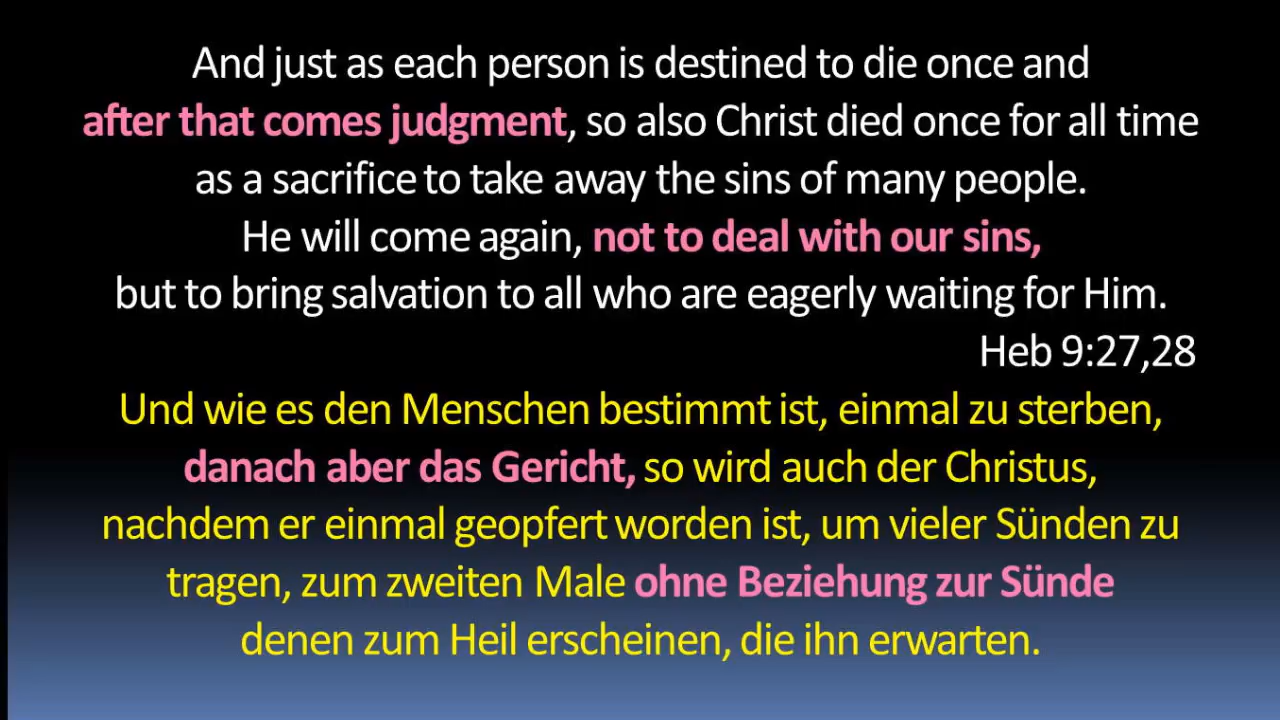 And just as each person is destined to die once and
after that comes judgment, so also Christ died once for all time
as a sacrifice to take away the sins of many people.
He will come again, not to deal with our sins,
but to bring salvation to all who are eagerly waiting for Him.
Heb 9:27,28
Und wie es den Menschen bestimmt ist, einmal zu sterben,
danach aber das Gericht, so wird auch der Christus,
nachdem er einmal geopfert worden ist, um vieler Sünden zu
tragen, zum zweiten Male ohne Beziehung zur Sünde
denen zum Heil erscheinen, die ihn erwarten.